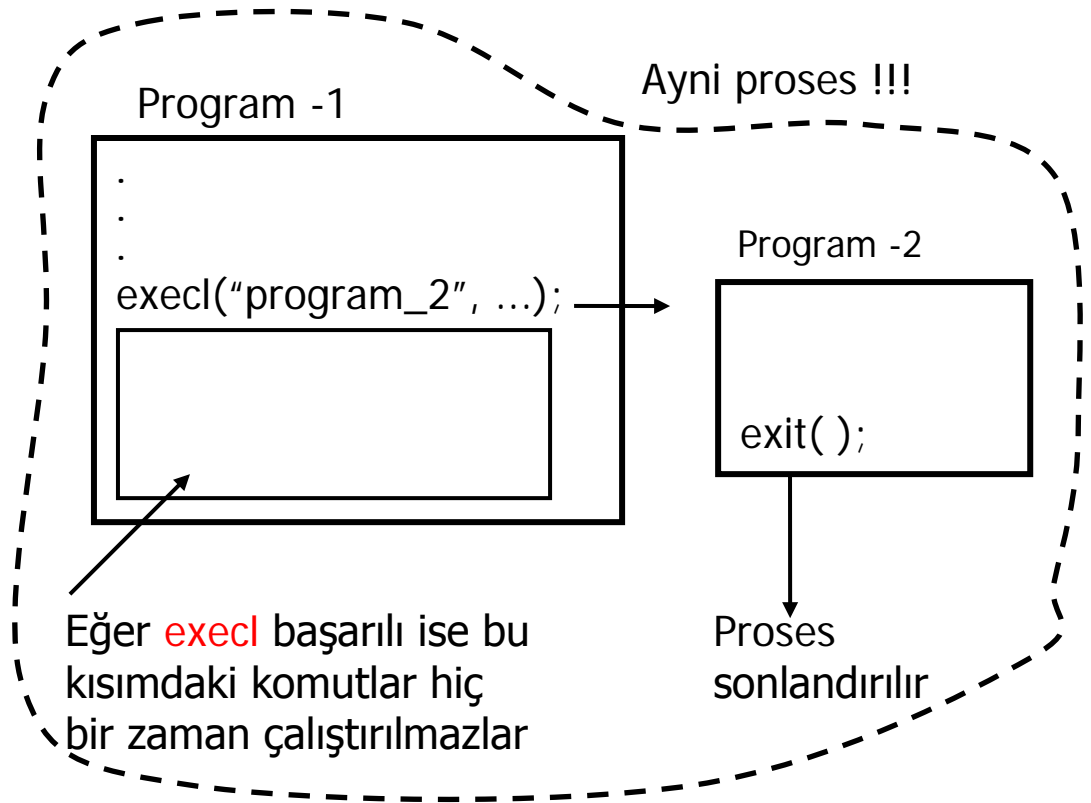 Ayni proses !!!
Program -1
.
.
.
execl("program_2", ...);
Program -2
exit( );
Eğer execl başarılı ise bu
kısımdaki komutlar hiç
bir zaman çalıştırılmazlar
Proses
sonlandırılır